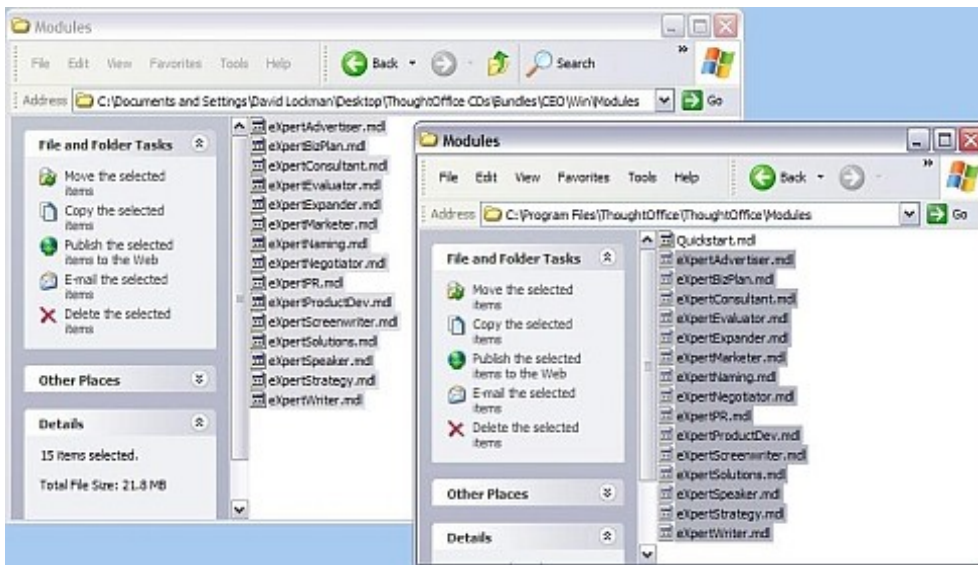 Modules
File Edit View Favorites Tools Help Back Search
Address C:\Documents and Settings\David Lockman\Desktop\ThoughtOffice CDs\Bundles\CEO\Win\Modules Go
File and Folder Tasks
Move the selected
items
Copy the selected
items
Publish the selected
items to the Web
E-mail the selected
items
Delete the selected
items
Other Places
Details
15 items selected.
Total File Size: 21.8 MB
eXpertAdvertiser.mdl
eXpertBizPlan.mdl
eXpertConsultant.mdl
eXpertEvaluator.mdl
eXpertExpander.mdl
eXpertMarketer.mdl
eXpertNaming.mdl
eXpertNegotiator.mdl
eXpertPR.mdl
eXpertProductDev.mdl
eXpertScreenwriter.mdl
eXpertSolutions.mdl
eXpertSpeaker.mdl
eXpertStrategy.mdl
eXpertWriter.mdl
Modules
File Edit View Favorites Tools Help Back
Address C:\Program Files\ThoughtOffice\ThoughtOffice\Modules Go
File and Folder Tasks
Move the selected
items
Copy the selected
items
Publish the selected
items to the Web
E-mail the selected
items
Delete the selected
items
Other Places
Details
Quickstart.mdl
eXpertAdvertiser.mdl
eXpertBizPlan.mdl
eXpertConsultant.mdl
eXpertEvaluator.mdl
eXpertExpander.mdl
eXpertMarketer.mdl
eXpertNaming.mdl
eXpertNegotiator.mdl
eXpertPR.mdl
eXpertProductDev.mdl
eXpertScreenwriter.mdl
eXpertSolutions.mdl
eXpertSpeaker.mdl
eXpertStrategy.mdl
eXpertWriter.mdl